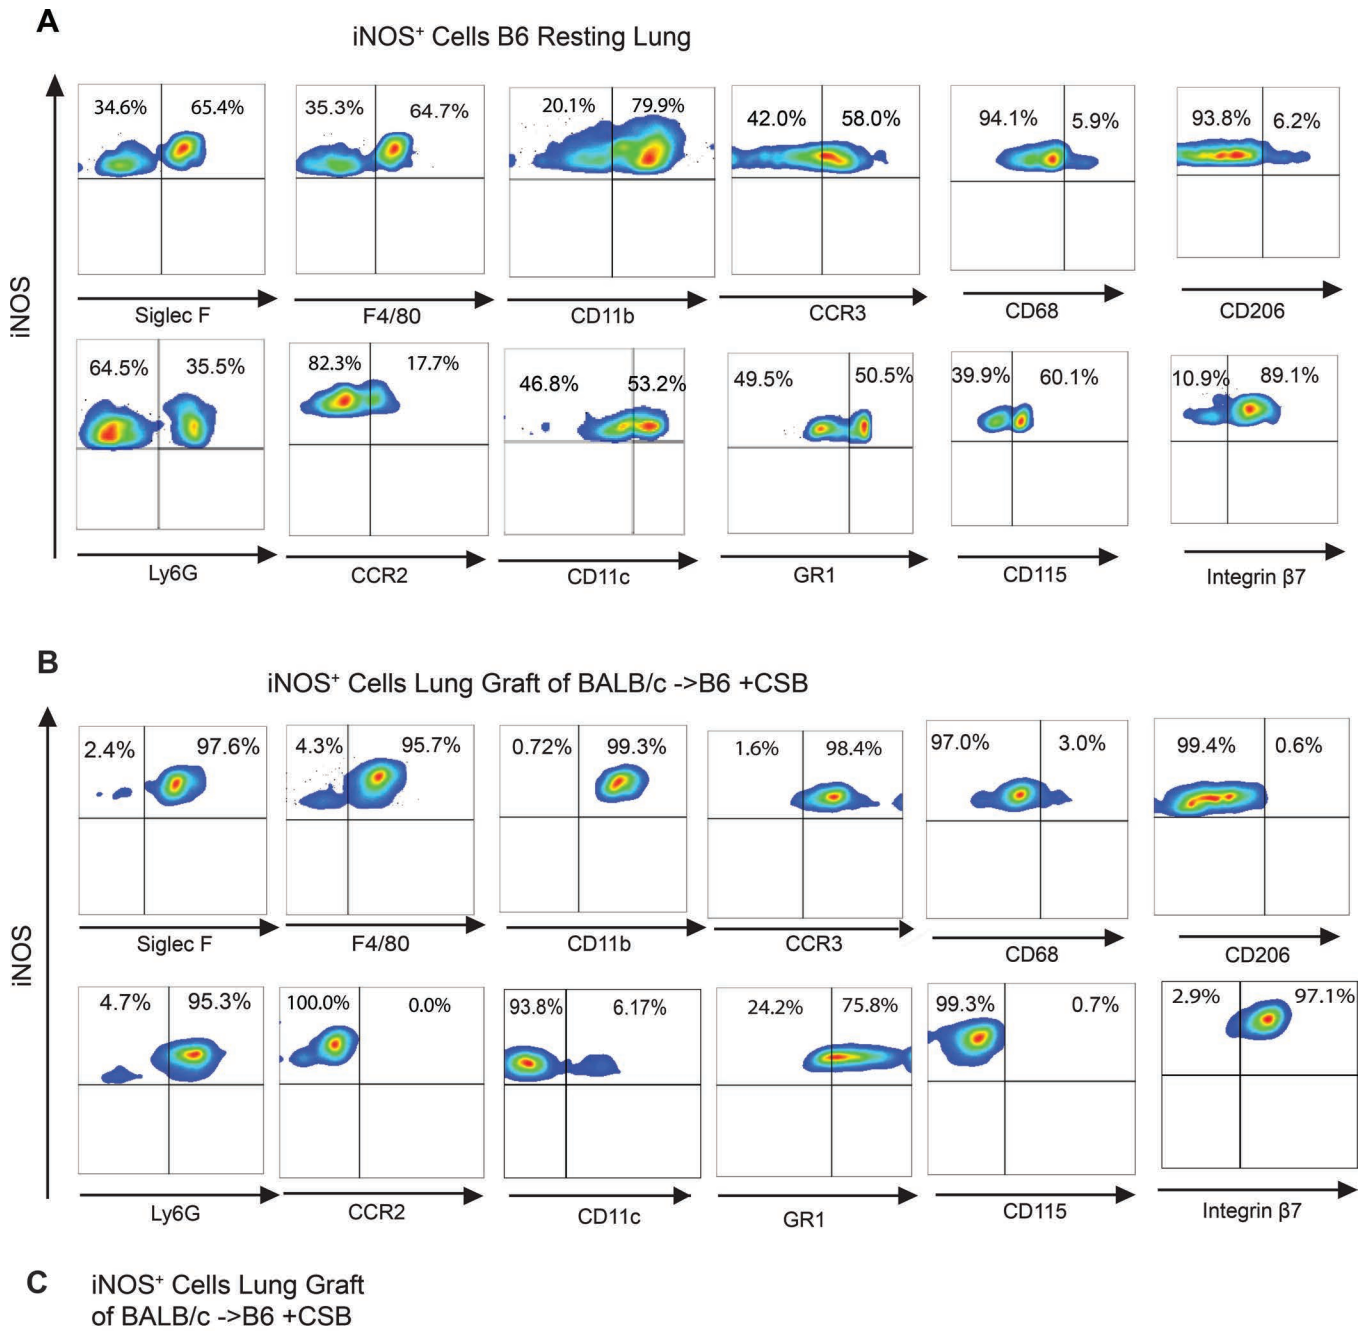 A
iNOS⁺ Cells B6 Resting Lung
34.6% 65.4%
35.3% 64.7%
20.1% 79.9%
42.0% 58.0%
94.1% 5.9%
93.8% 6.2%
iNOS
Siglec F
F4/80
CD11b
CCR3
CD68
CD206
64.5% 35.5%
82.3% 17.7%
46.8% 53.2%
49.5% 50.5%
39.9% 60.1%
10.9% 89.1%
Ly6G
CCR2
CD11c
GR1
CD115
Integrin β7
B
iNOS⁺ Cells Lung Graft of BALB/c ->B6 +CSB
2.4% 97.6%
4.3% 95.7%
0.72% 99.3%
1.6% 98.4%
97.0% 3.0%
99.4% 0.6%
iNOS
Siglec F
F4/80
CD11b
CCR3
CD68
CD206
4.7% 95.3%
100.0% 0.0%
93.8% 6.17%
24.2% 75.8%
99.3% 0.7%
2.9% 97.1%
Ly6G
CCR2
CD11c
GR1
CD115
Integrin β7
C
iNOS⁺ Cells Lung Graft
of BALB/c ->B6 +CSB